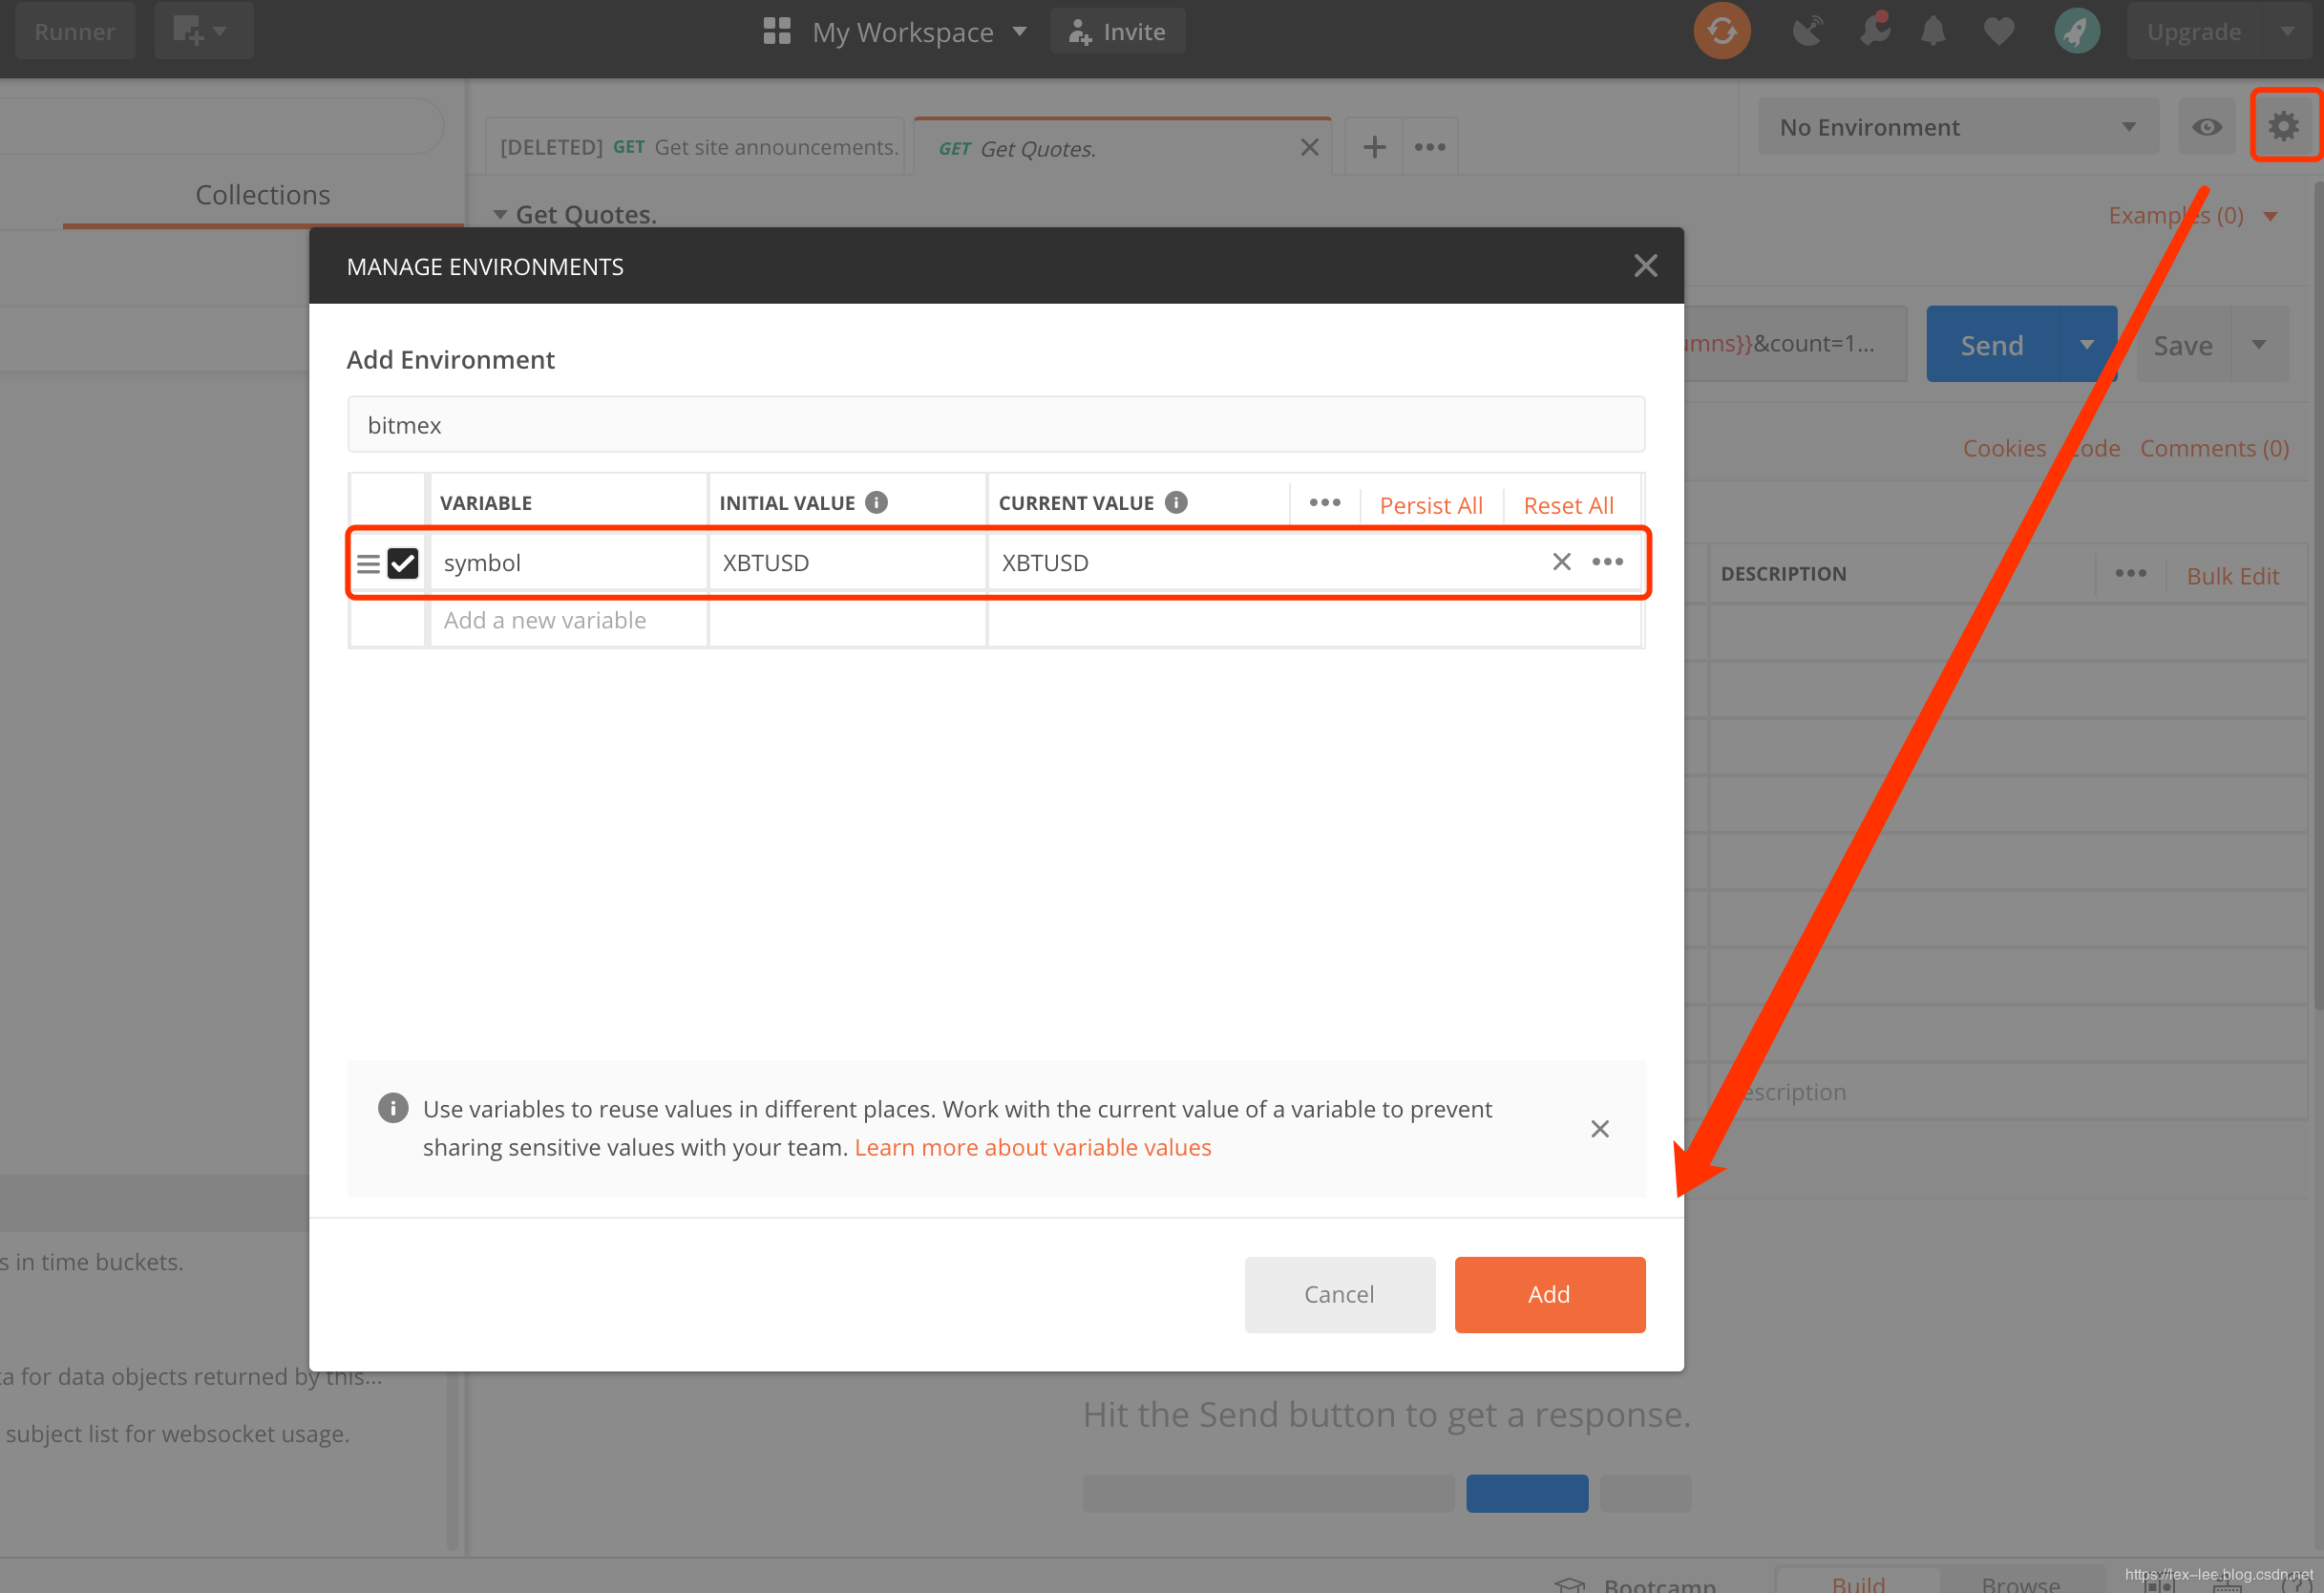 Runner
My Workspace
Invite
Upgrade
[DELETED] GET Get site announcements.
GET Get Quotes.
No Environment
Collections
Get Quotes.
Examples (0)
MANAGE ENVIRONMENTS
Add Environment
&count=1...
Send
Save
bitmex
Cookies
Comments (0)
VARIABLE
INITIAL VALUE
CURRENT VALUE
Persist All
Reset All
symbol
XBTUSD
XBTUSD
DESCRIPTION
Bulk Edit
Add a new variable
Use variables to reuse values in different places. Work with the current value of a variable to prevent
sharing sensitive values with your team. Learn more about variable values
s in time buckets.
Cancel
Add
for data objects returned by this...
subject list for websocket usage.
Hit the Send button to get a response.
Bootcamp
Build
Browse
https://lex-lee.blog.csdn.net